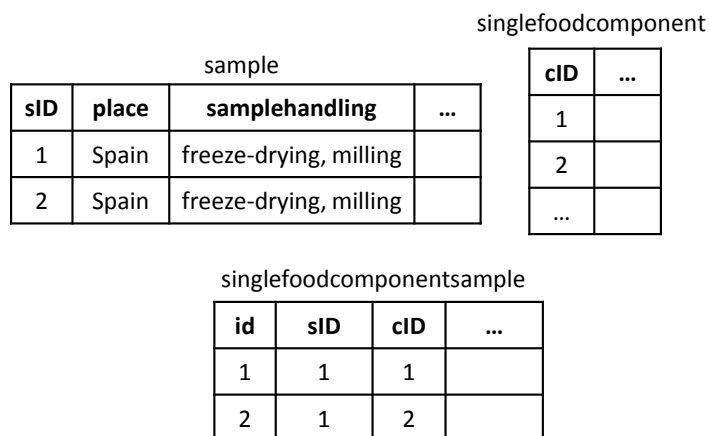 singlefoodcomponent
sample
cID ...
sID place samplehandling ...
1
1 Spain freeze-drying, milling
2
2 Spain freeze-drying, milling
...
singlefoodcomponentsample
id sID cID ...
1 1 1
2 1 2